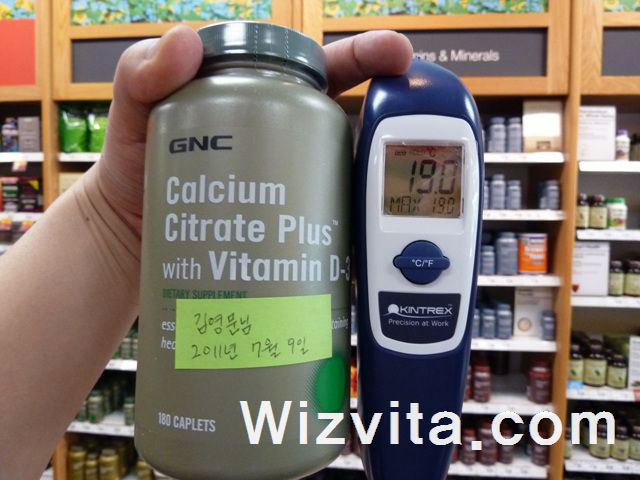 & Minerals
GNC
Calcium
Citrate Plus™
with Vitamin D-3
DIETARY SUPPLEMENT
김영문님
2011년 7월 9일
180 CAPLETS
19.0
MAX 19.0
°C/°F
KINTREX
Precision at Work
Wizvita.com